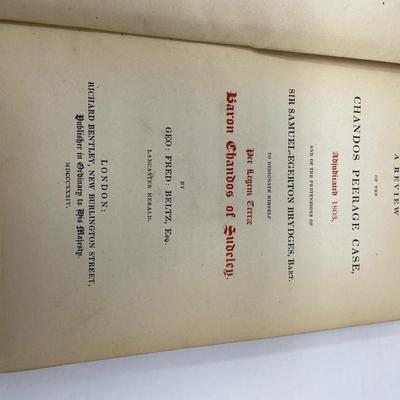 A REVIEW
OF THE
CHANDOS PEERAGE CASE,
Adjudicated 1803,
AND OF THE PRETENSIONS OF
SIR SAMUEL-EGERTON BRYDGES, BART.
TO DESIGNATE HIMSELF
Per Legem Terræ
Baron Chandos of Sudeley.
BY
GEO: FRED: BELTZ, ESQ.
LANCASTER HERALD.
LONDON:
RICHARD BENTLEY, NEW BURLINGTON STREET,
Publisher in Ordinary to His Majesty.
MDCCCXXXIV.